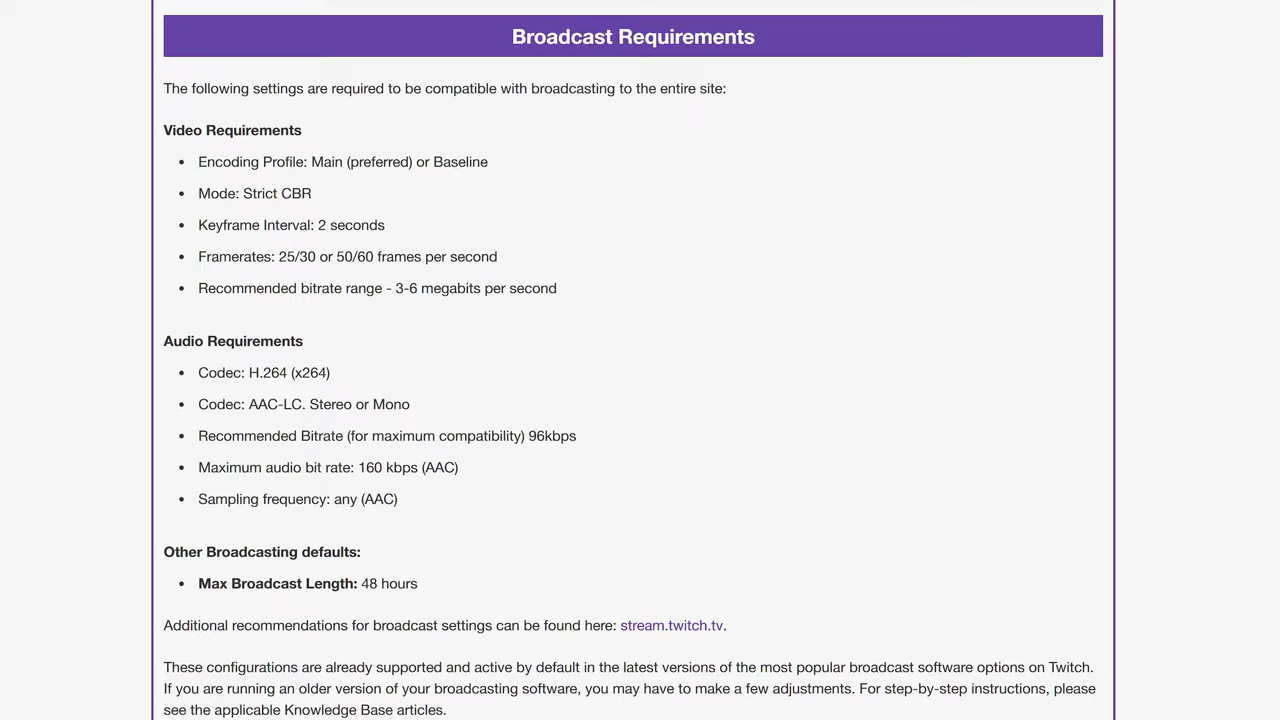 Broadcast Requirements
The following settings are required to be compatible with broadcasting to the entire site:
Video Requirements
• Encoding Profile: Main (preferred) or Baseline
• Mode: Strict CBR
• Keyframe Interval: 2 seconds
• Framerates: 25/30 or 50/60 frames per second
• Recommended bitrate range - 3-6 megabits per second
Audio Requirements
• Codec: H.264 (x264)
• Codec: AAC-LC. Stereo or Mono
• Recommended Bitrate (for maximum compatibility) 96kbps
• Maximum audio bit rate: 160 kbps (AAC)
• Sampling frequency: any (AAC)
Other Broadcasting defaults:
• Max Broadcast Length: 48 hours
Additional recommendations for broadcast settings can be found here: stream.twitch.tv.
These configurations are already supported and active by default in the latest versions of the most popular broadcast software options on Twitch.
If you are running an older version of your broadcasting software, you may have to make a few adjustments. For step-by-step instructions, please
see the applicable Knowledge Base articles.